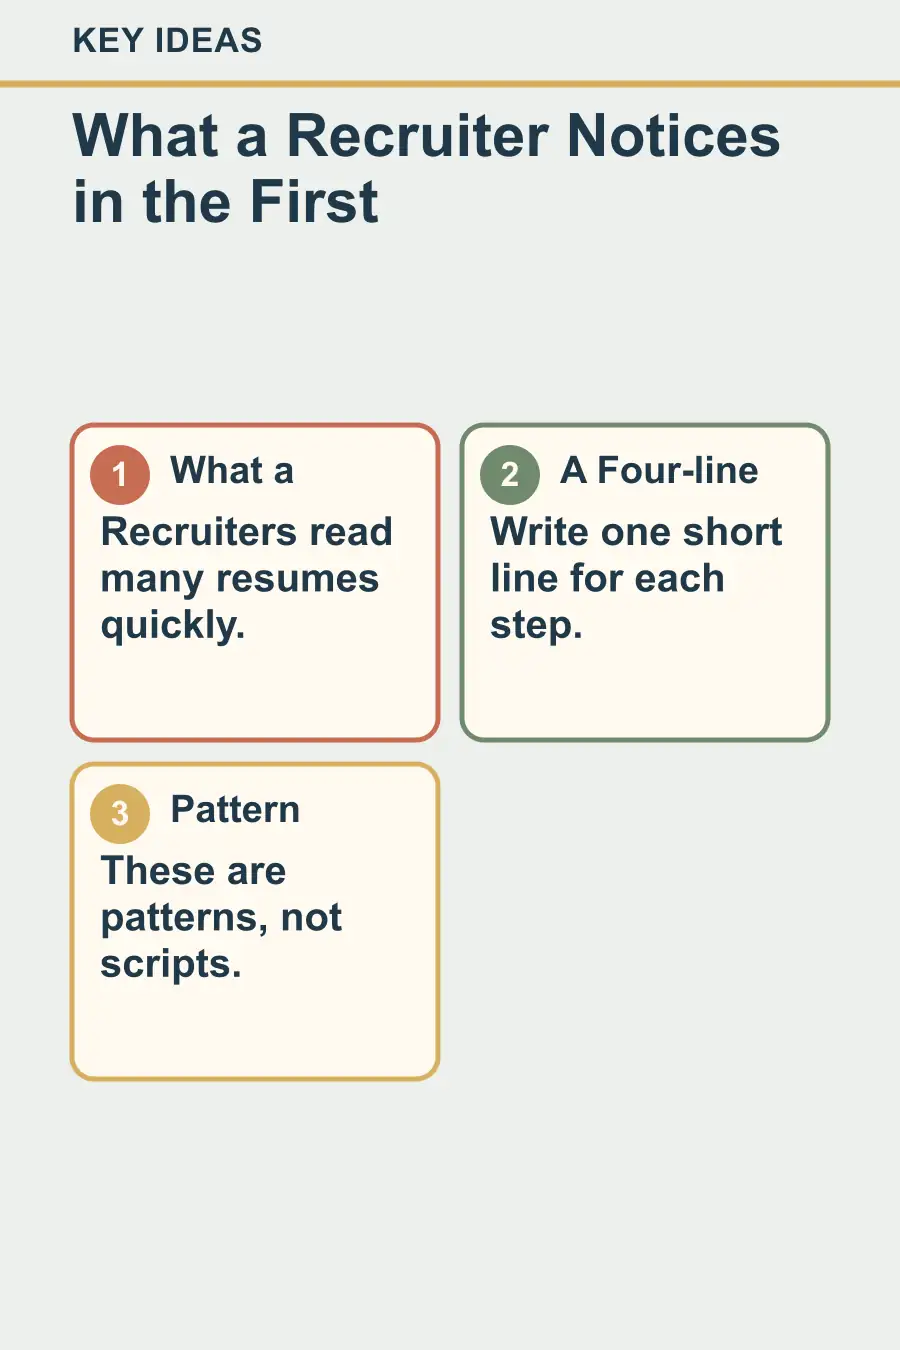 KEY IDEAS
What a Recruiter Notices
in the First
1 What a
Recruiters read
many resumes
quickly.
2 A Four-line
Write one short
line for each
step.
3 Pattern
These are
patterns, not
scripts.